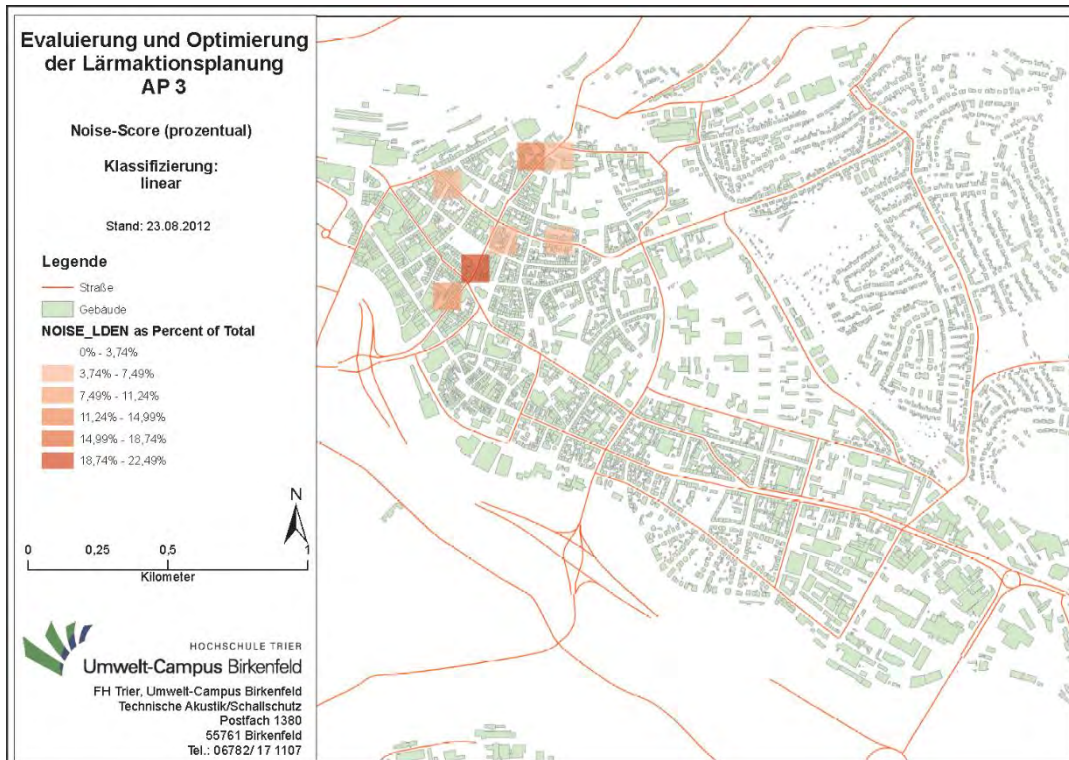 Evaluierung und Optimierung
der Lärmaktionsplanung
AP 3
Noise-Score (prozentual)
Klassifizierung:
linear
Stand: 23.08.2012
Legende
Straße
Gebäude
NOISE_LDEN as Percent of Total
0% - 3,74%
3,74% - 7,49%
7,49% - 11,24%
11,24% - 14,99%
14,99% - 18,74%
18,74% - 22,49%
N
0 0,25 0,5 1
Kilometer
HOCHSCHULE TRIER
Umwelt-Campus Birkenfeld
FH Trier, Umwelt-Campus Birkenfeld
Technische Akustik/Schallschutz
Postfach 1380
55761 Birkenfeld
Tel.: 06782/ 17 1107